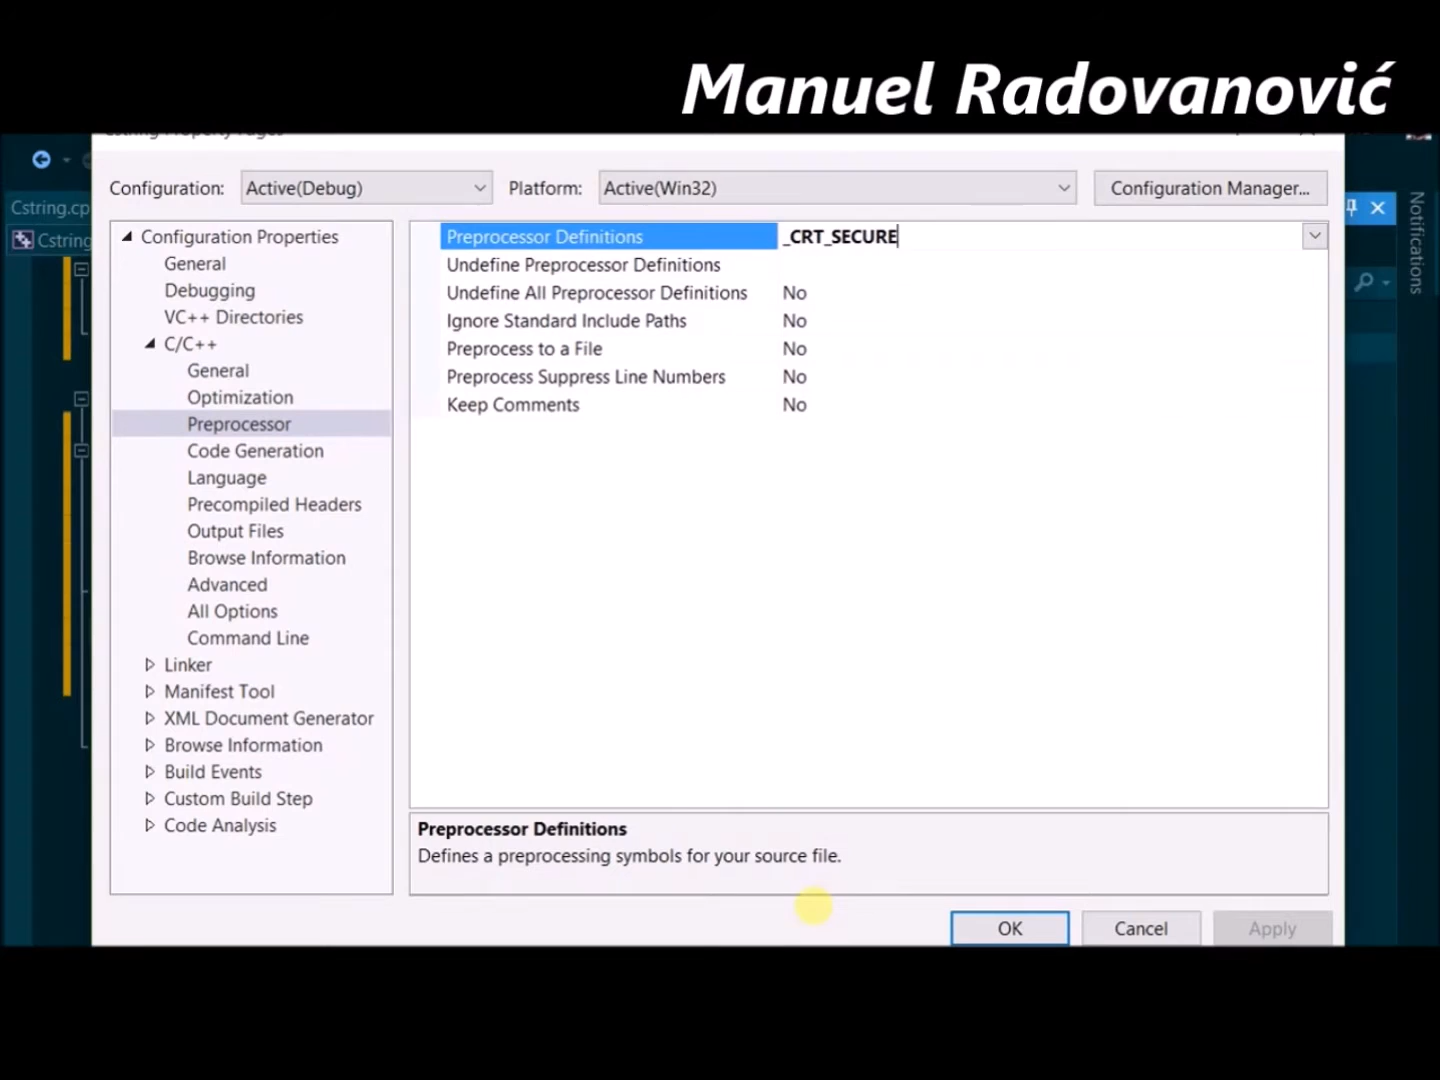 Manuel Radovanović
Configuration: Active(Debug) Platform: Active(Win32) Configuration Manager...
Cstring.cp
Cstring
Configuration Properties
General
Debugging
VC++ Directories
C/C++
General
Optimization
Preprocessor
Code Generation
Language
Precompiled Headers
Output Files
Browse Information
Advanced
All Options
Command Line
Linker
Manifest Tool
XML Document Generator
Browse Information
Build Events
Custom Build Step
Code Analysis
Preprocessor Definitions _CRT_SECURE
Undefine Preprocessor Definitions
Undefine All Preprocessor Definitions No
Ignore Standard Include Paths No
Preprocess to a File No
Preprocess Suppress Line Numbers No
Keep Comments No
Preprocessor Definitions
Defines a preprocessing symbols for your source file.
OK Cancel Apply
Notifications